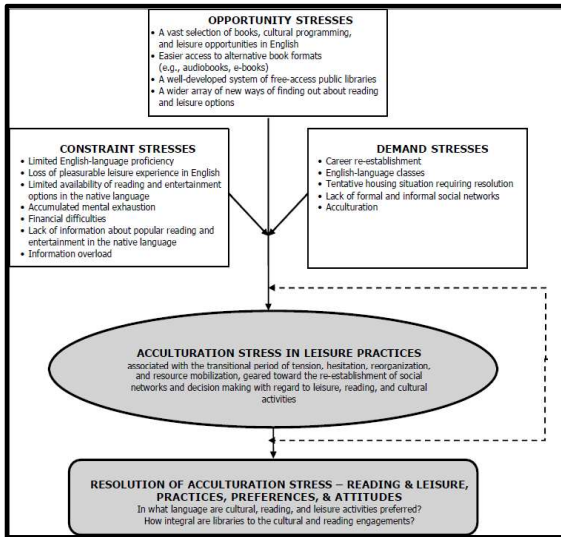 OPPORTUNITY STRESSES
• A vast selection of books, cultural programming,
and leisure opportunities in English
• Easier access to alternative book formats
(e.g., audiobooks, e-books)
• A well-developed system of free-access public libraries
• A wider array of new ways of finding out about reading
and leisure options
CONSTRAINT STRESSES
• Limited English-language proficiency
• Loss of pleasurable leisure experience in English
• Limited availability of reading and entertainment
options in the native language
• Accumulated mental exhaustion
• Financial difficulties
• Lack of information about popular reading and
entertainment in the native language
• Information overload
DEMAND STRESSES
• Career re-establishment
• English-language classes
• Tentative housing situation requiring resolution
• Lack of formal and informal social networks
• Acculturation
ACCULTURATION STRESS IN LEISURE PRACTICES
associated with the transitional period of tension, hesitation, reorganization,
and resource mobilization, geared toward the re-establishment of social
networks and decision making with regard to leisure, reading, and cultural
activities
RESOLUTION OF ACCULTURATION STRESS – READING & LEISURE,
PRACTICES, PREFERENCES, & ATTITUDES
In what language are cultural, reading, and leisure activities preferred?
How integral are libraries to the cultural and reading engagements?